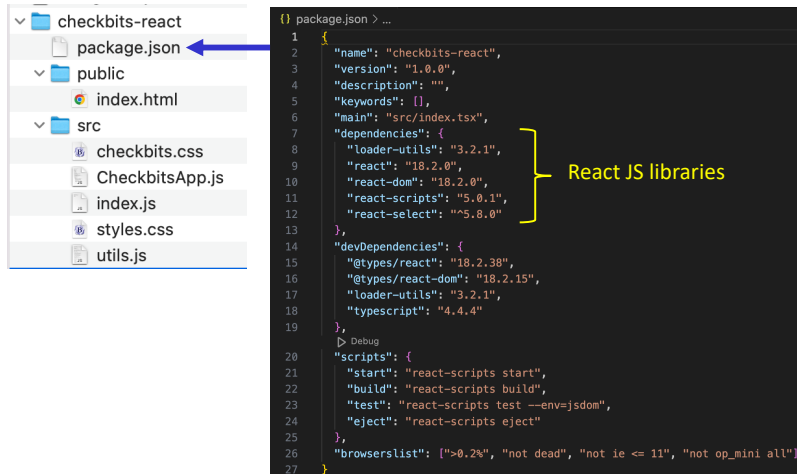 checkbits-react
package.json
public
index.html
src
checkbits.css
CheckbitsApp.js
index.js
styles.css
utils.js
{} package.json > ...
1 {
2 "name": "checkbits-react",
3 "version": "1.0.0",
4 "description": "",
5 "keywords": [],
6 "main": "src/index.tsx",
7 "dependencies": {
8 "loader-utils": "3.2.1",
9 "react": "18.2.0",
10 "react-dom": "18.2.0",
11 "react-scripts": "5.0.1",
12 "react-select": "^5.8.0"
13 },
14 "devDependencies": {
15 "@types/react": "18.2.38",
16 "@types/react-dom": "18.2.15",
17 "loader-utils": "3.2.1",
18 "typescript": "4.4.4"
19 },
Debug
20 "scripts": {
21 "start": "react-scripts start",
22 "build": "react-scripts build",
23 "test": "react-scripts test --env=jsdom",
24 "eject": "react-scripts eject"
25 },
26 "browserslist": [">0.2%", "not dead", "not ie <= 11", "not op_mini all"]
27 }
React JS libraries